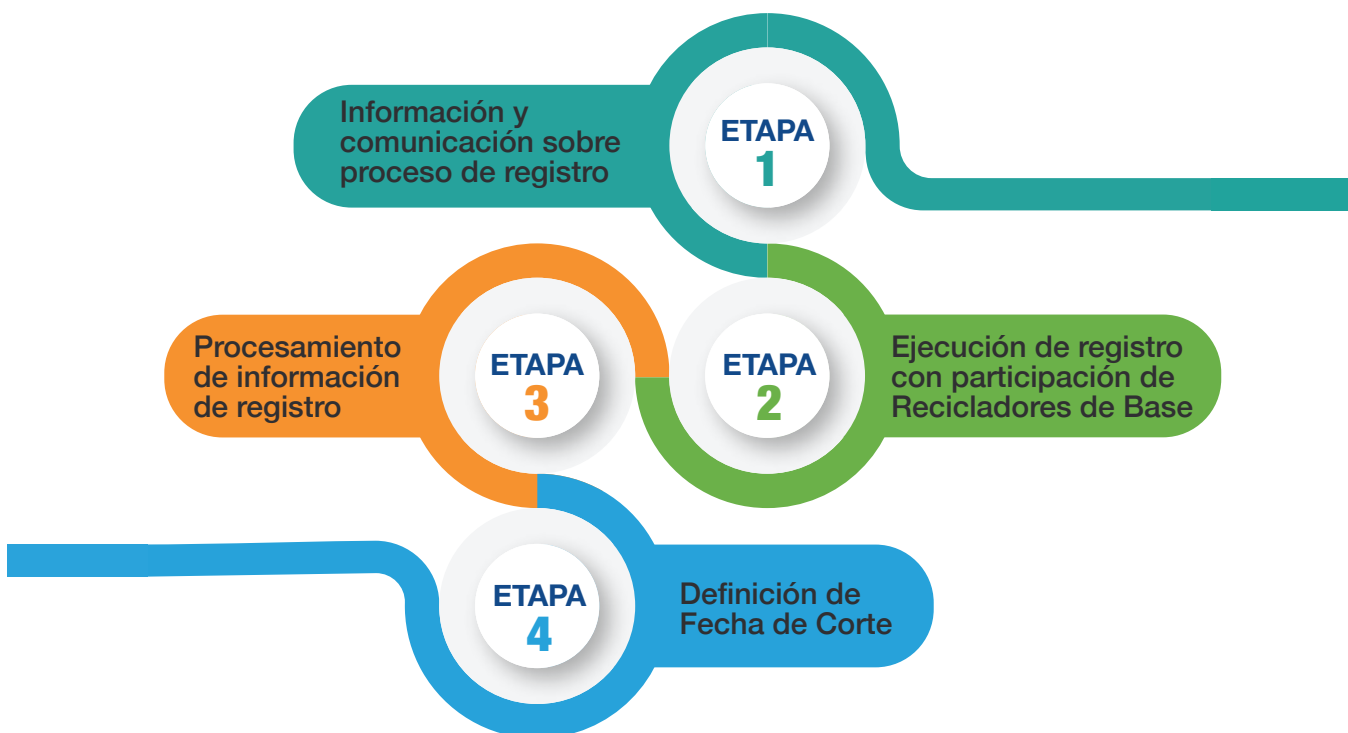 Información y
comunicación sobre
proceso de registro
ETAPA
1
Ejecución de registro
con participación de
Recicladores de Base
ETAPA
2
Procesamiento
de información
de registro
ETAPA
3
ETAPA
4
Definición de
Fecha de Corte